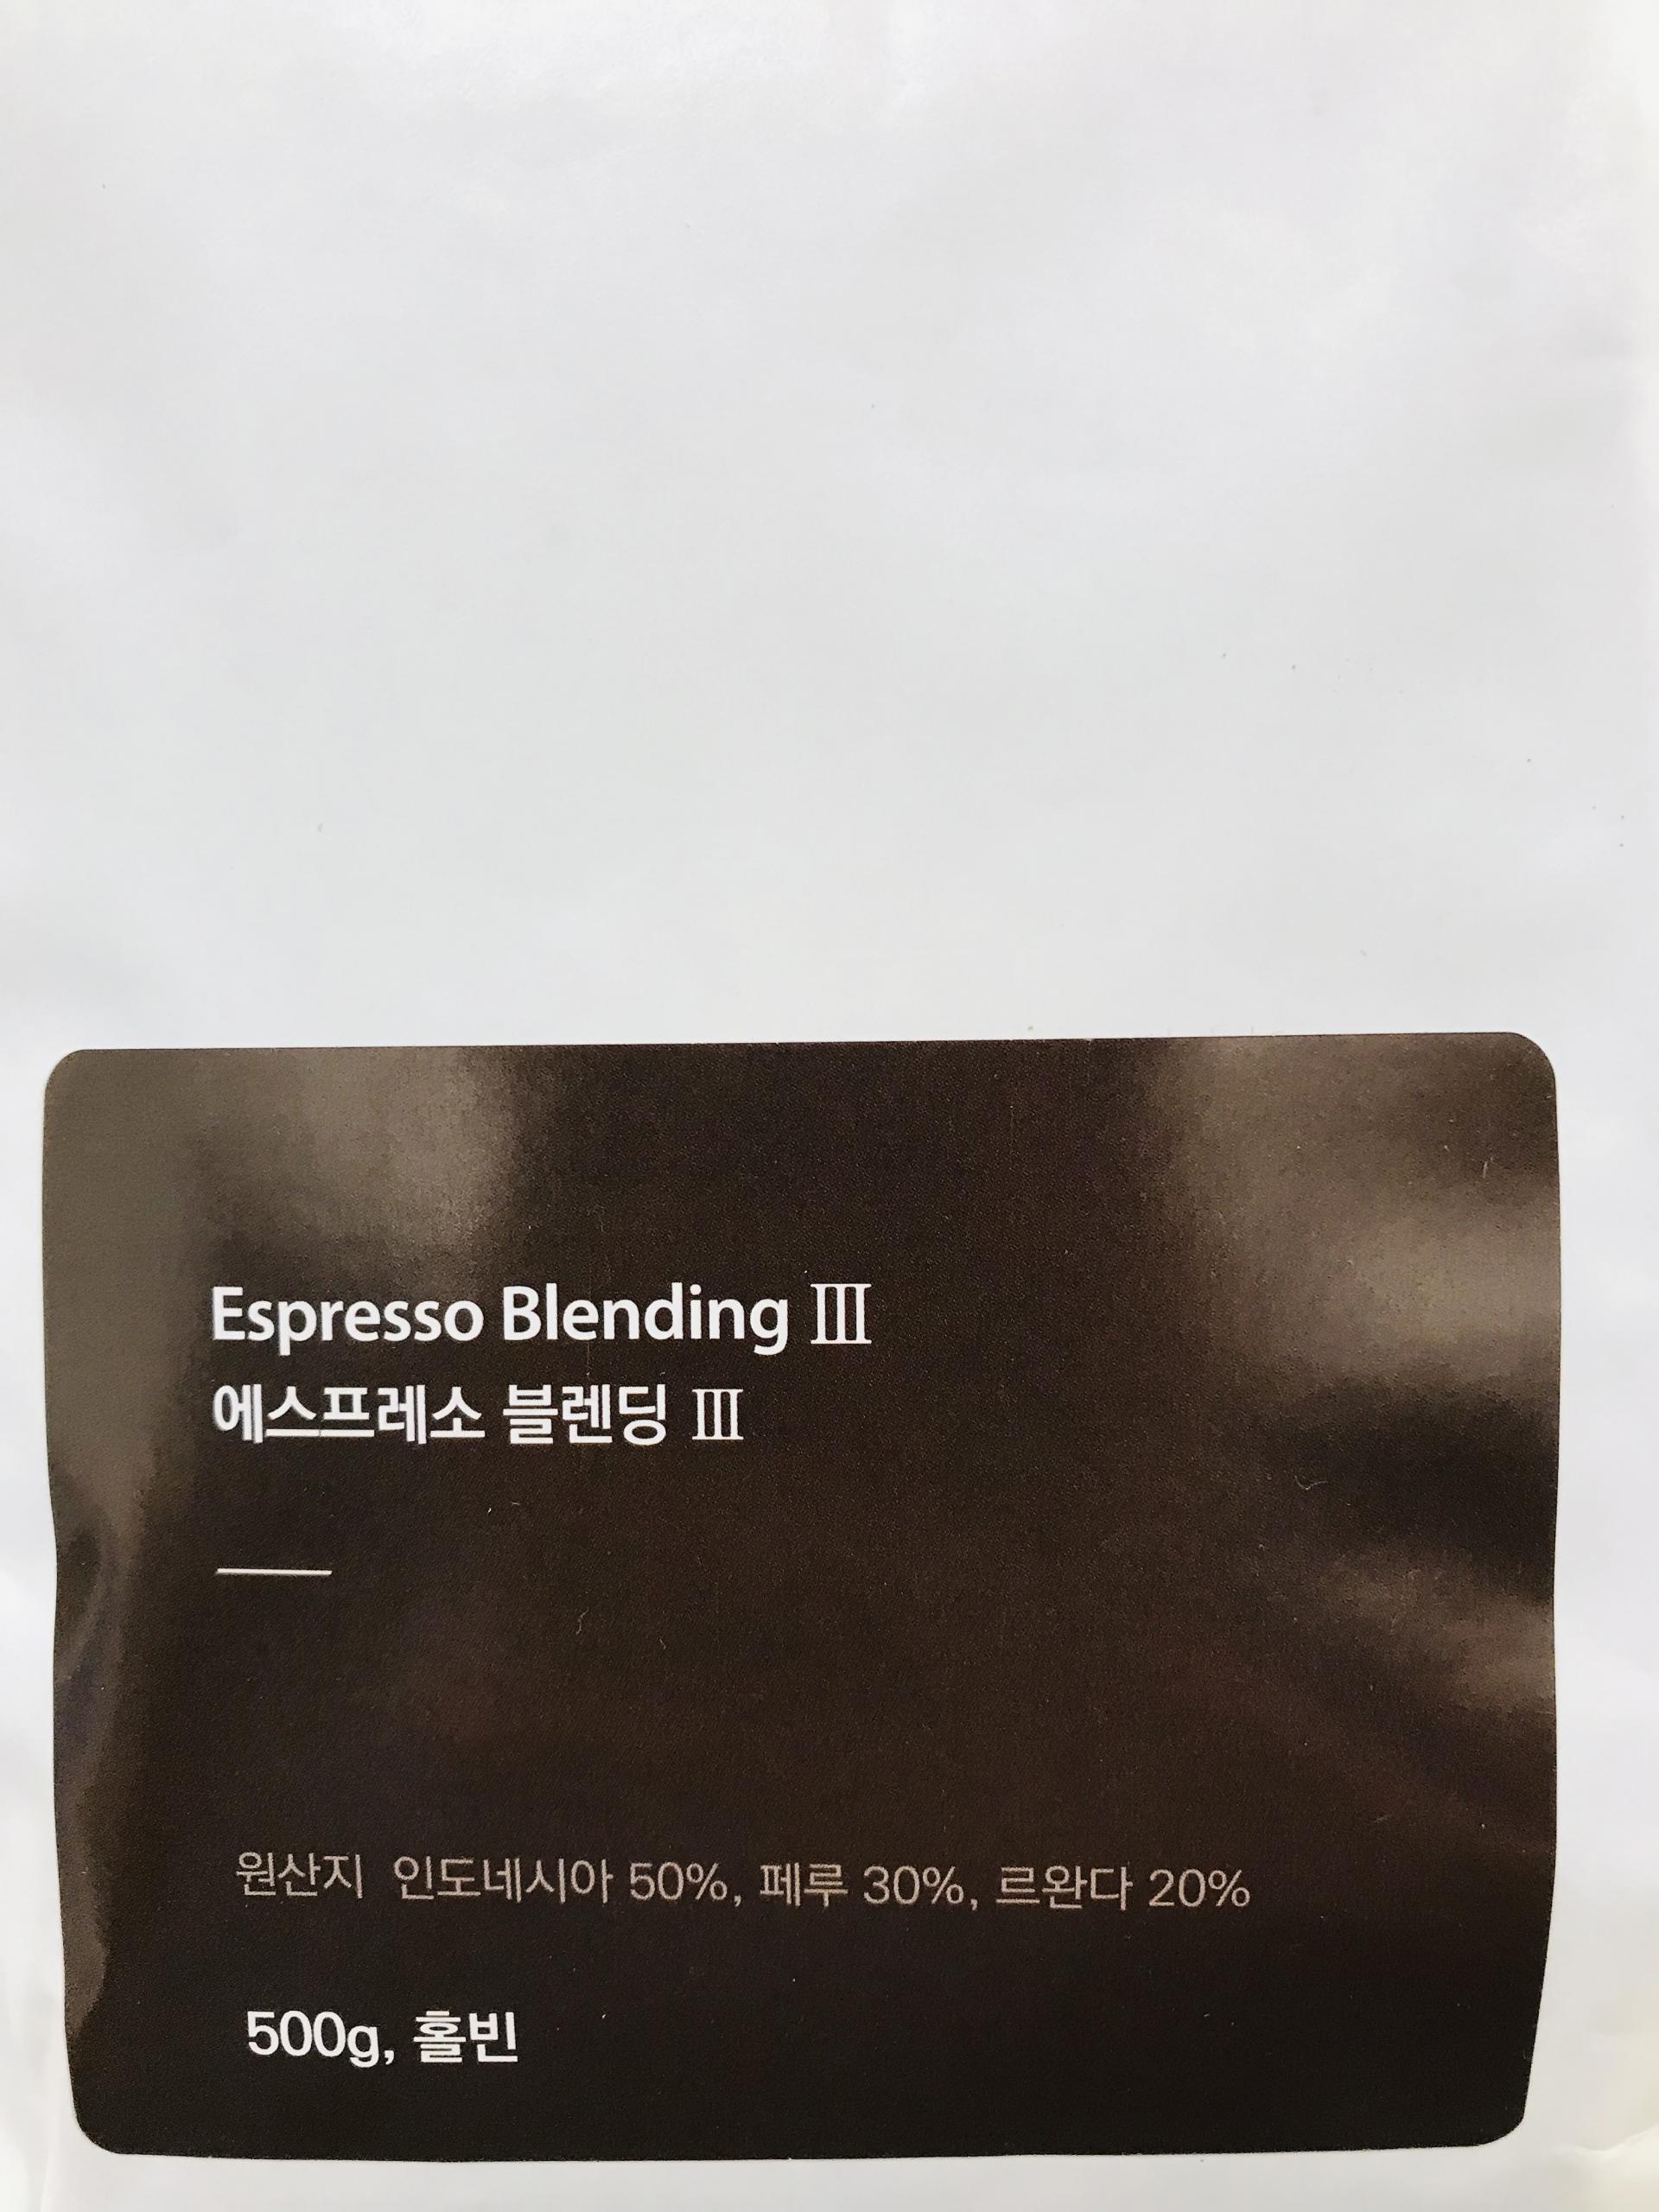 Espresso Blending Ⅲ
에스프레소 블렌딩 Ⅲ
원산지 인도네시아 50%, 페루 30%, 르완다 20%
500g, 홀빈